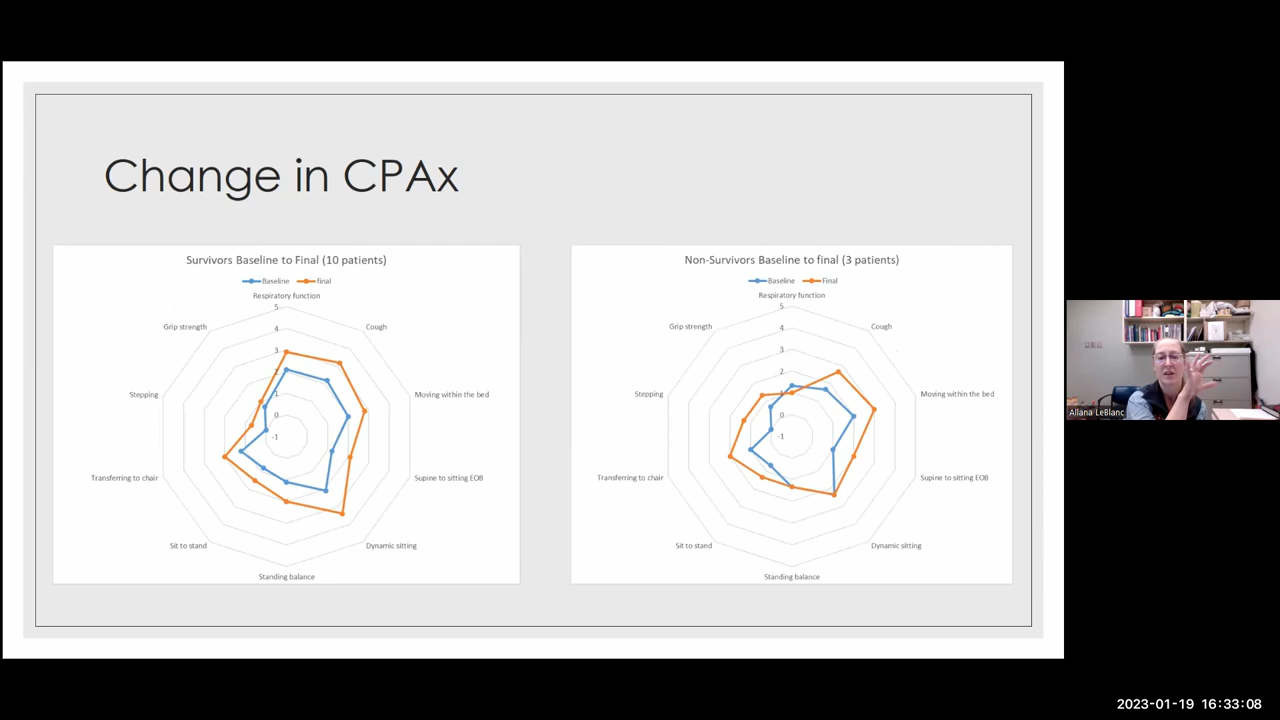 Change in CPAx
Survivors Baseline to Final (10 patients)
Baseline final
Respiratory function
Cough
Moving within the bed
Supine to sitting EOB
Dynamic sitting
Standing balance
Sit to stand
Transferring to chair
Stepping
Grip strength
5
4
3
2
1
0
-1
Non-Survivors Baseline to final (3 patients)
Baseline Final
Respiratory function
Cough
Moving within the bed
Supine to sitting EOB
Dynamic sitting
Standing balance
Sit to stand
Transferring to chair
Stepping
Grip strength
5
4
3
2
1
0
-1
Allana LeBlanc
2023-01-19 16:33:08